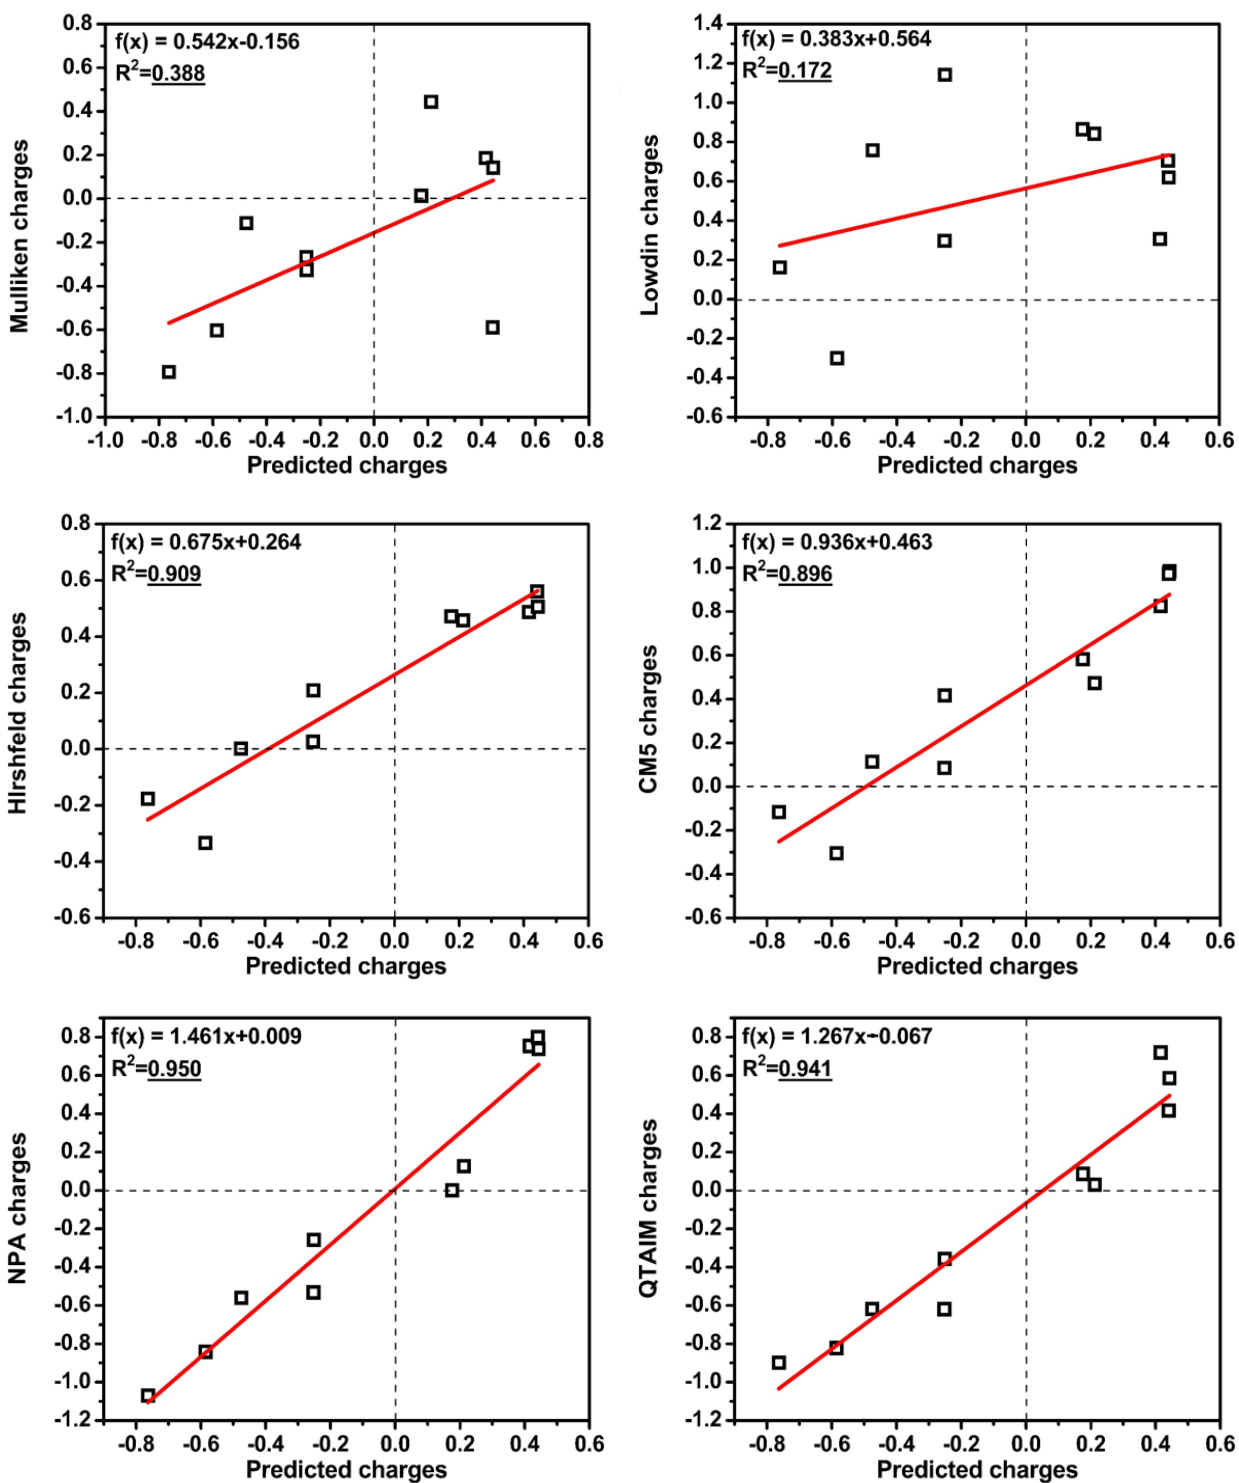 f(x) = 0.542x-0.156
R²=0.388
0.8
0.6
0.4
0.2
0.0
-0.2
-0.4
-0.6
-0.8
-1.0
Mulliken charges
-1.0 -0.8 -0.6 -0.4 -0.2 0.0 0.2 0.4 0.6 0.8
Predicted charges
f(x) = 0.383x+0.564
R²=0.172
1.4
1.2
1.0
0.8
0.6
0.4
0.2
0.0
-0.2
-0.4
-0.6
Lowdin charges
-0.8 -0.6 -0.4 -0.2 0.0 0.2 0.4 0.6
Predicted charges
f(x) = 0.675x+0.264
R²=0.909
0.8
0.6
0.4
0.2
0.0
-0.2
-0.4
-0.6
HIrshfeld charges
-0.8 -0.6 -0.4 -0.2 0.0 0.2 0.4 0.6
Predicted charges
f(x) = 0.936x+0.463
R²=0.896
1.2
1.0
0.8
0.6
0.4
0.2
0.0
-0.2
-0.4
-0.6
CM5 charges
-0.8 -0.6 -0.4 -0.2 0.0 0.2 0.4 0.6
Predicted charges
f(x) = 1.461x+0.009
R²=0.950
0.8
0.6
0.4
0.2
0.0
-0.2
-0.4
-0.6
-0.8
-1.0
-1.2
NPA charges
-0.8 -0.6 -0.4 -0.2 0.0 0.2 0.4 0.6
Predicted charges
f(x) = 1.267x-0.067
R²=0.941
0.8
0.6
0.4
0.2
0.0
-0.2
-0.4
-0.6
-0.8
-1.0
-1.2
QTAIM charges
-0.8 -0.6 -0.4 -0.2 0.0 0.2 0.4 0.6
Predicted charges